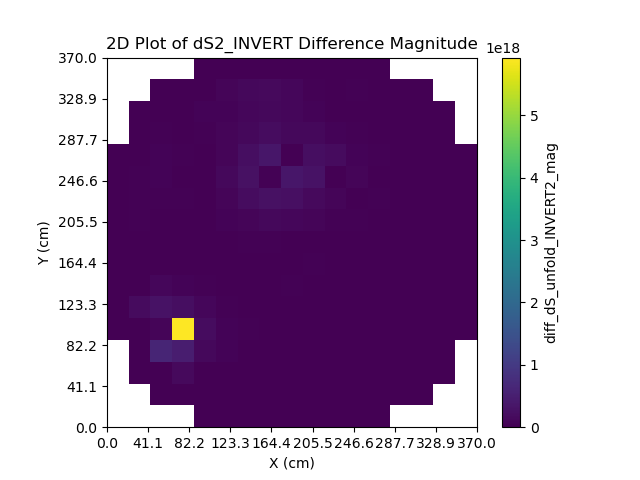 2D Plot of dS2_INVERT Difference Magnitude
1e18
370.0
328.9
287.7
246.6
205.5
164.4
123.3
82.2
41.1
0.0
Y (cm)
0.0 41.1 82.2 123.3 164.4 205.5 246.6 287.7 328.9 370.0
X (cm)
5
4
3
2
1
0
diff_dS_unfold_INVERT2_mag